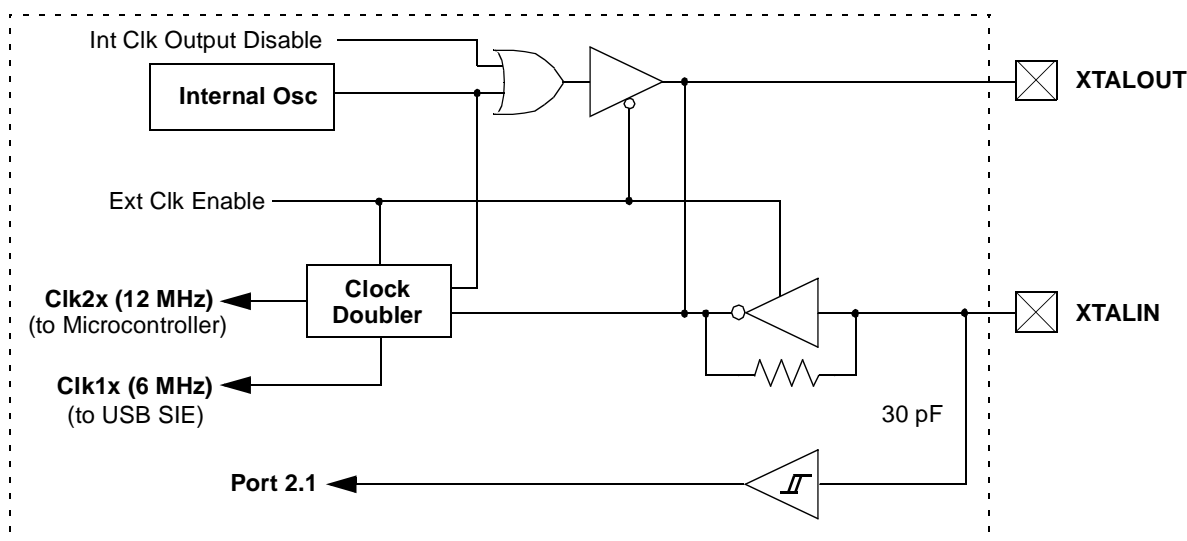 Int Clk Output Disable
Internal Osc
XTALOUT
Ext Clk Enable
Clock
Doubler
Clk2x (12 MHz)
(to Microcontroller)
XTALIN
Clk1x (6 MHz)
(to USB SIE)
30 pF
Port 2.1